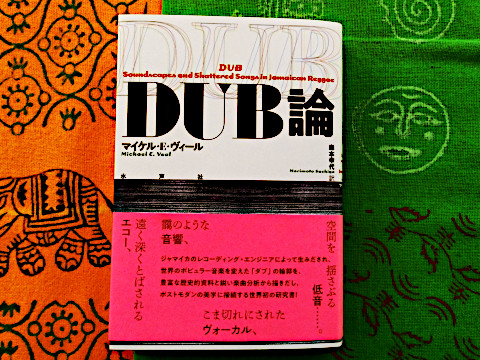 DUB
DUB
Soundscapes and Shattered Songs in Jamaican Reggae
DUB論
マイケル・E・ヴィール
Michael E. Veal
森本幸代 訳
水声社
空間を揺さぶる
低音……。
朧のような
音響、
ジャマイカのレコーディング・エンジニアによって生みだされ、
世界のポピュラー音楽を変えた「ダブ」の軌跡を、
豊富な歴史的資料と鋭い楽曲分析から描きだし、
ポストモダンの美学に接続する世界初の研究書！
遠く深くとばされる
エコー、
こま切れにされた
ヴォーカル、